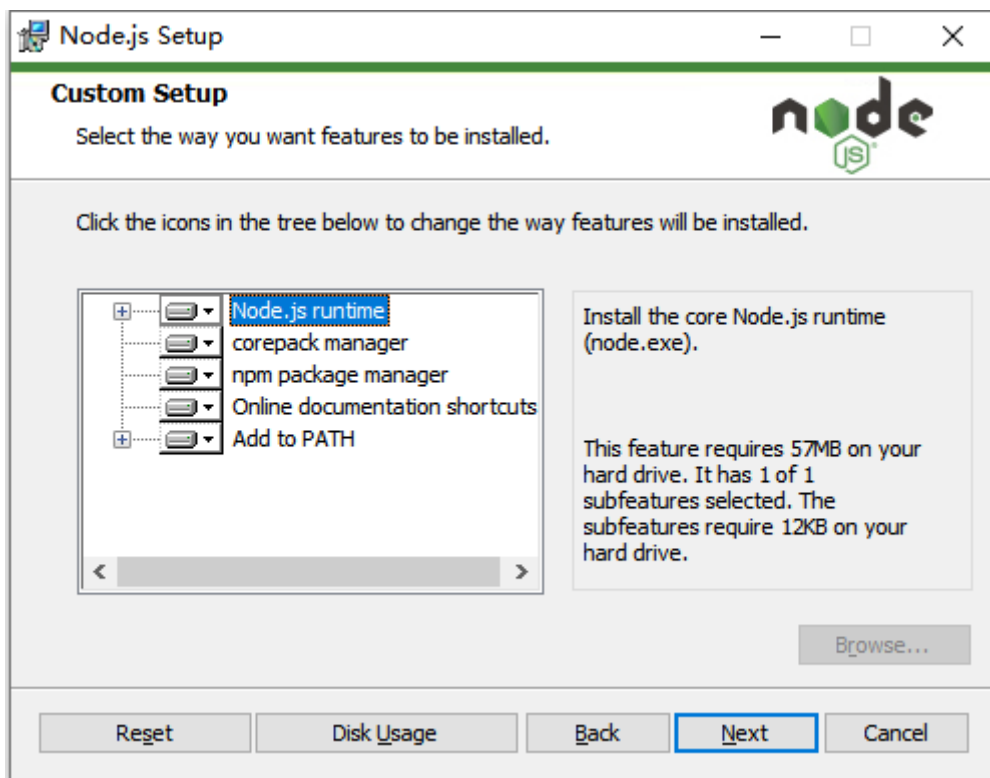 Node.js Setup
Custom Setup
Select the way you want features to be installed.
node
JS
Click the icons in the tree below to change the way features will be installed.
Node.js runtime
corepack manager
npm package manager
Online documentation shortcuts
Add to PATH
Install the core Node.js runtime
(node.exe).
This feature requires 57MB on your
hard drive. It has 1 of 1
subfeatures selected. The
subfeatures require 12KB on your
hard drive.
Browse...
Reset
Disk Usage
Back
Next
Cancel